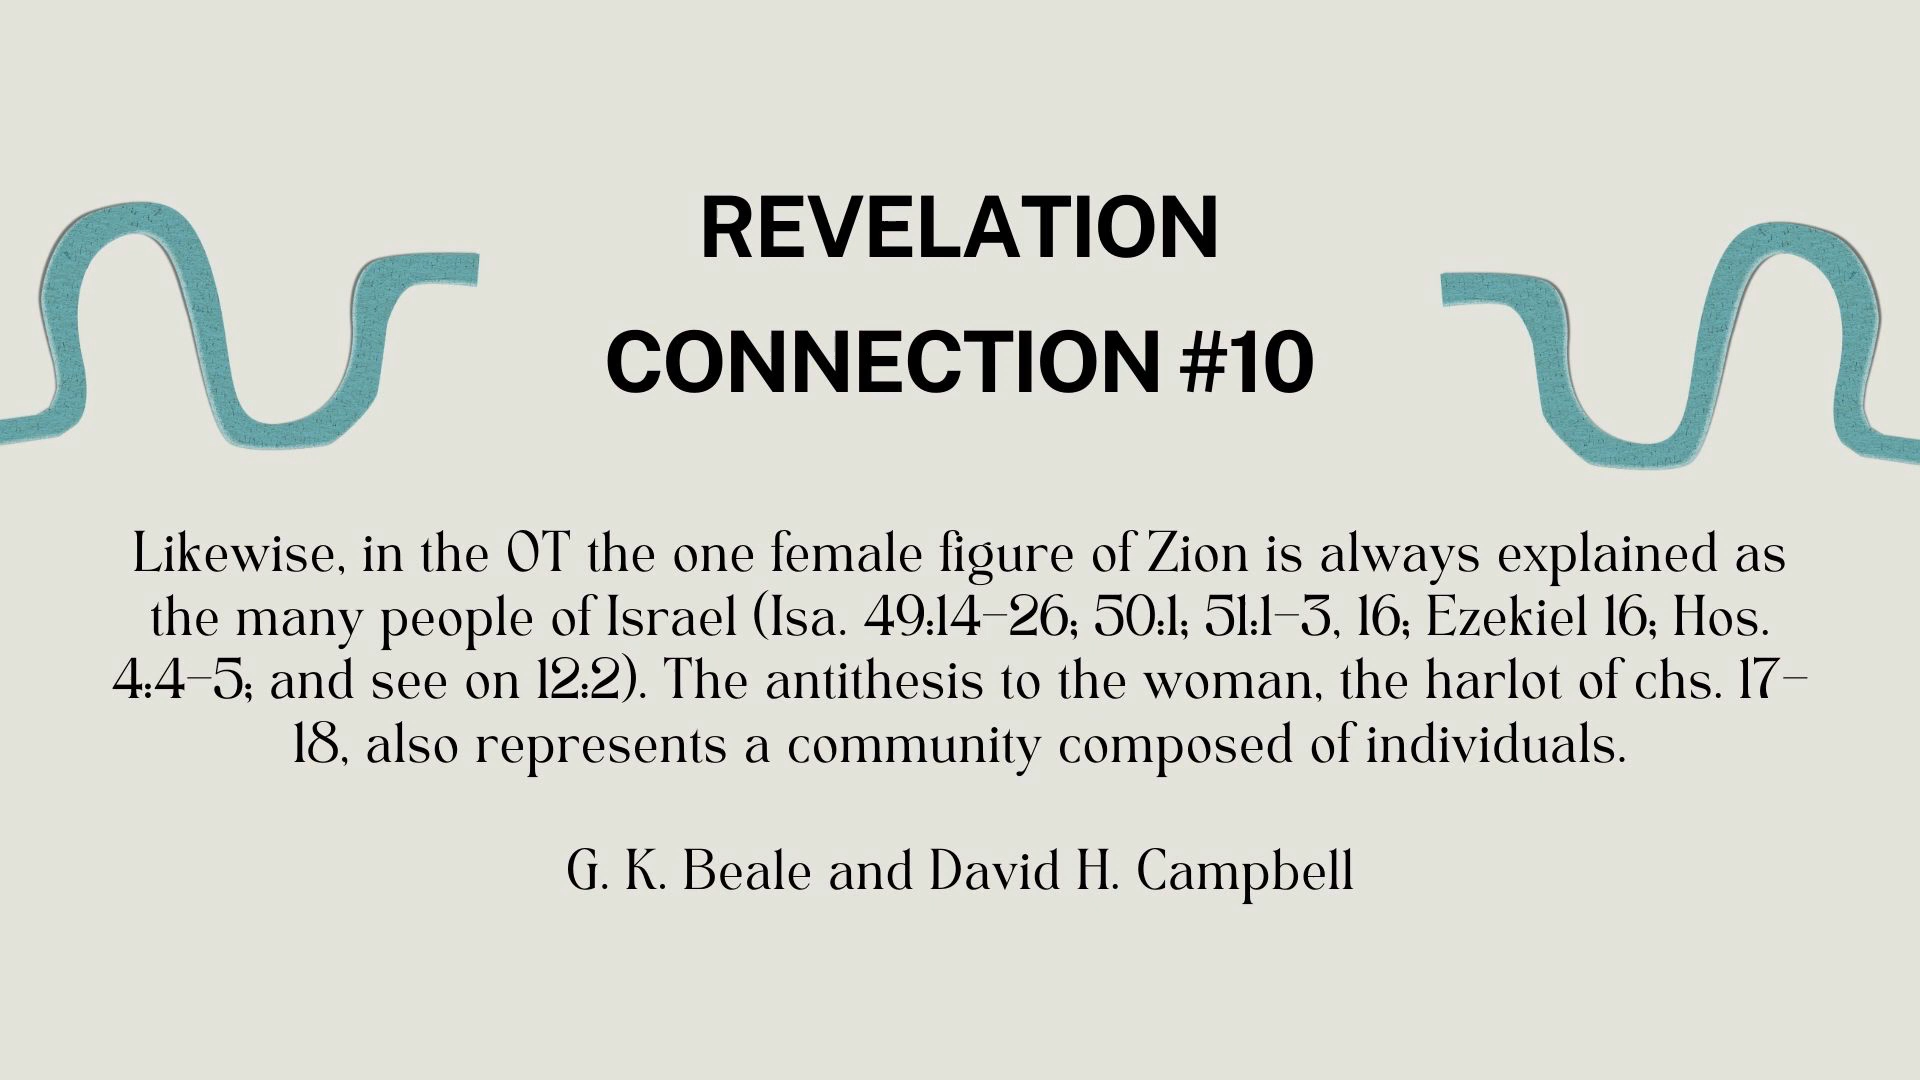 REVELATION
CONNECTION #10
Likewise, in the OT the one female figure of Zion is always explained as
the many people of Israel (Isa. 49:14–26; 50:1; 51:1–3, 16; Ezekiel 16; Hos.
4:4–5; and see on 12:2). The antithesis to the woman, the harlot of chs. 17–
18, also represents a community composed of individuals.
G. K. Beale and David H. Campbell